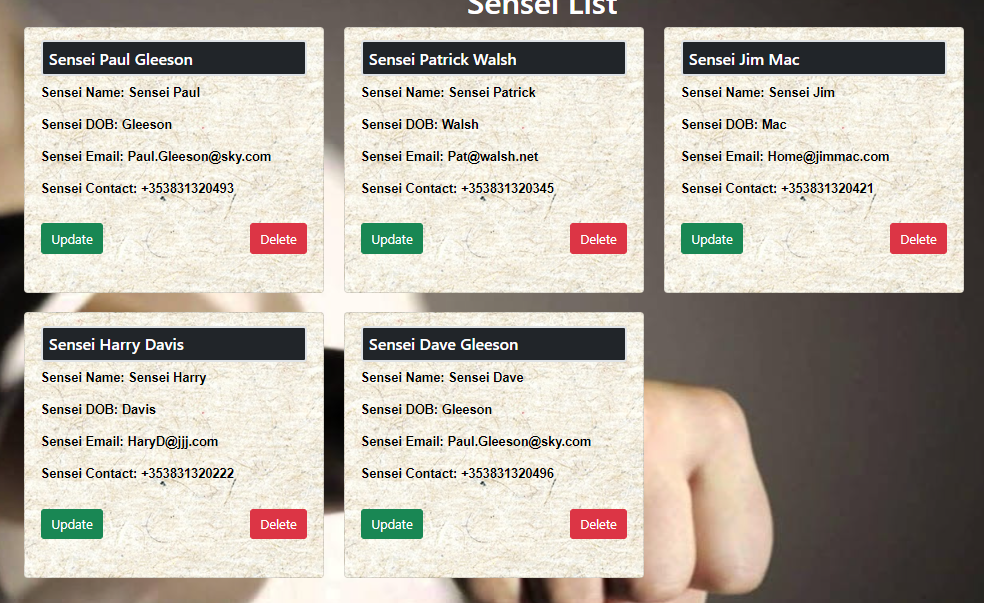 Sensei List
Sensei Paul Gleeson
Sensei Name: Sensei Paul
Sensei DOB: Gleeson
Sensei Email: Paul.Gleeson@sky.com
Sensei Contact: +353831320493
Update Delete
Sensei Patrick Walsh
Sensei Name: Sensei Patrick
Sensei DOB: Walsh
Sensei Email: Pat@walsh.net
Sensei Contact: +353831320345
Update Delete
Sensei Jim Mac
Sensei Name: Sensei Jim
Sensei DOB: Mac
Sensei Email: Home@jimmac.com
Sensei Contact: +353831320421
Update Delete
Sensei Harry Davis
Sensei Name: Sensei Harry
Sensei DOB: Davis
Sensei Email: HaryD@jjj.com
Sensei Contact: +353831320222
Update Delete
Sensei Dave Gleeson
Sensei Name: Sensei Dave
Sensei DOB: Gleeson
Sensei Email: Paul.Gleeson@sky.com
Sensei Contact: +353831320496
Update Delete